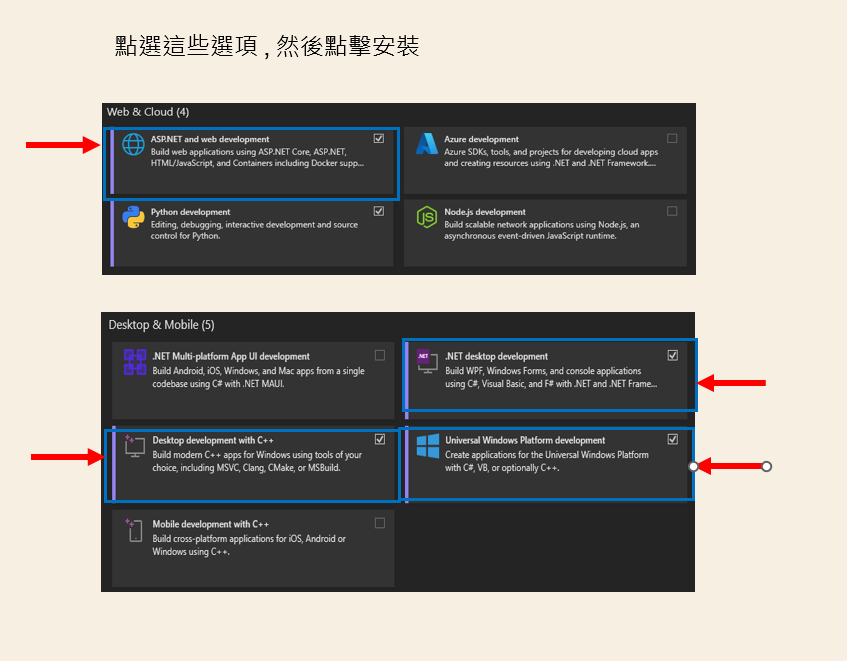 點選這些選項 , 然後點擊安裝
Web & Cloud (4)
ASP.NET and web development
Build web applications using ASP.NET Core, ASP.NET,
HTML/JavaScript, and Containers including Docker supp...
Azure development
Azure SDKs, tools, and projects for developing cloud apps
and creating resources using .NET and .NET Framework....
Python development
Editing, debugging, interactive development and source
control for Python.
Node.js development
Build scalable network applications using Node.js, an
asynchronous event-driven JavaScript runtime.
Desktop & Mobile (5)
.NET Multi-platform App UI development
Build Android, iOS, Windows, and Mac apps from a single
codebase using C# with .NET MAUI.
.NET
.NET desktop development
Build WPF, Windows Forms, and console applications
using C#, Visual Basic, and F# with .NET and .NET Frame...
Desktop development with C++
Build modern C++ apps for Windows using tools of your
choice, including MSVC, Clang, CMake, or MSBuild.
Universal Windows Platform development
Create applications for the Universal Windows Platform
with C#, VB, or optionally C++.
Mobile development with C++
Build cross-platform applications for iOS, Android or
Windows using C++.